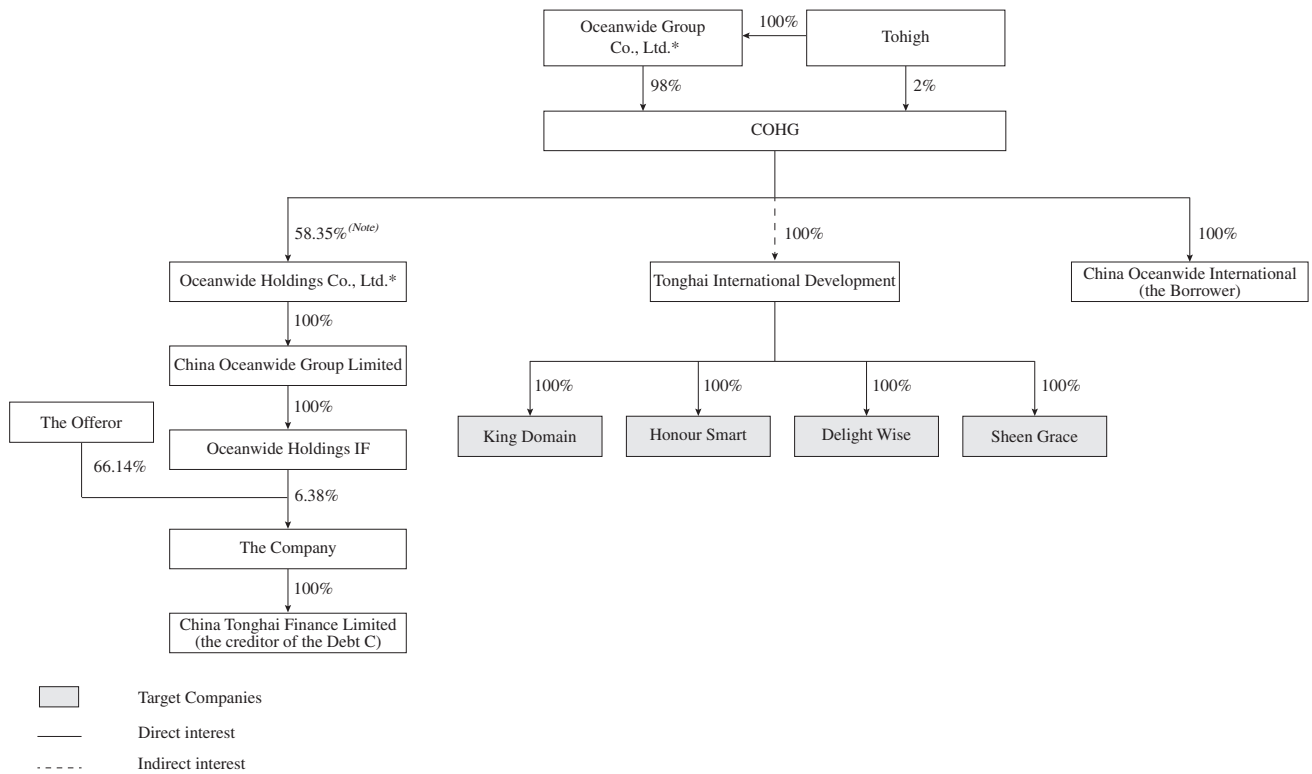 Oceanwide Group
Co., Ltd.*
100%
Tohigh
98%
2%
COHG
58.35%(Note)
100%
100%
Oceanwide Holdings Co., Ltd.*
Tonghai International Development
China Oceanwide International
(the Borrower)
100%
China Oceanwide Group Limited
100%
100%
100%
100%
100%
The Offeror
Oceanwide Holdings IF
King Domain
Honour Smart
Delight Wise
Sheen Grace
66.14%
6.38%
The Company
100%
China Tonghai Finance Limited
(the creditor of the Debt C)
Target Companies
Direct interest
Indirect interest